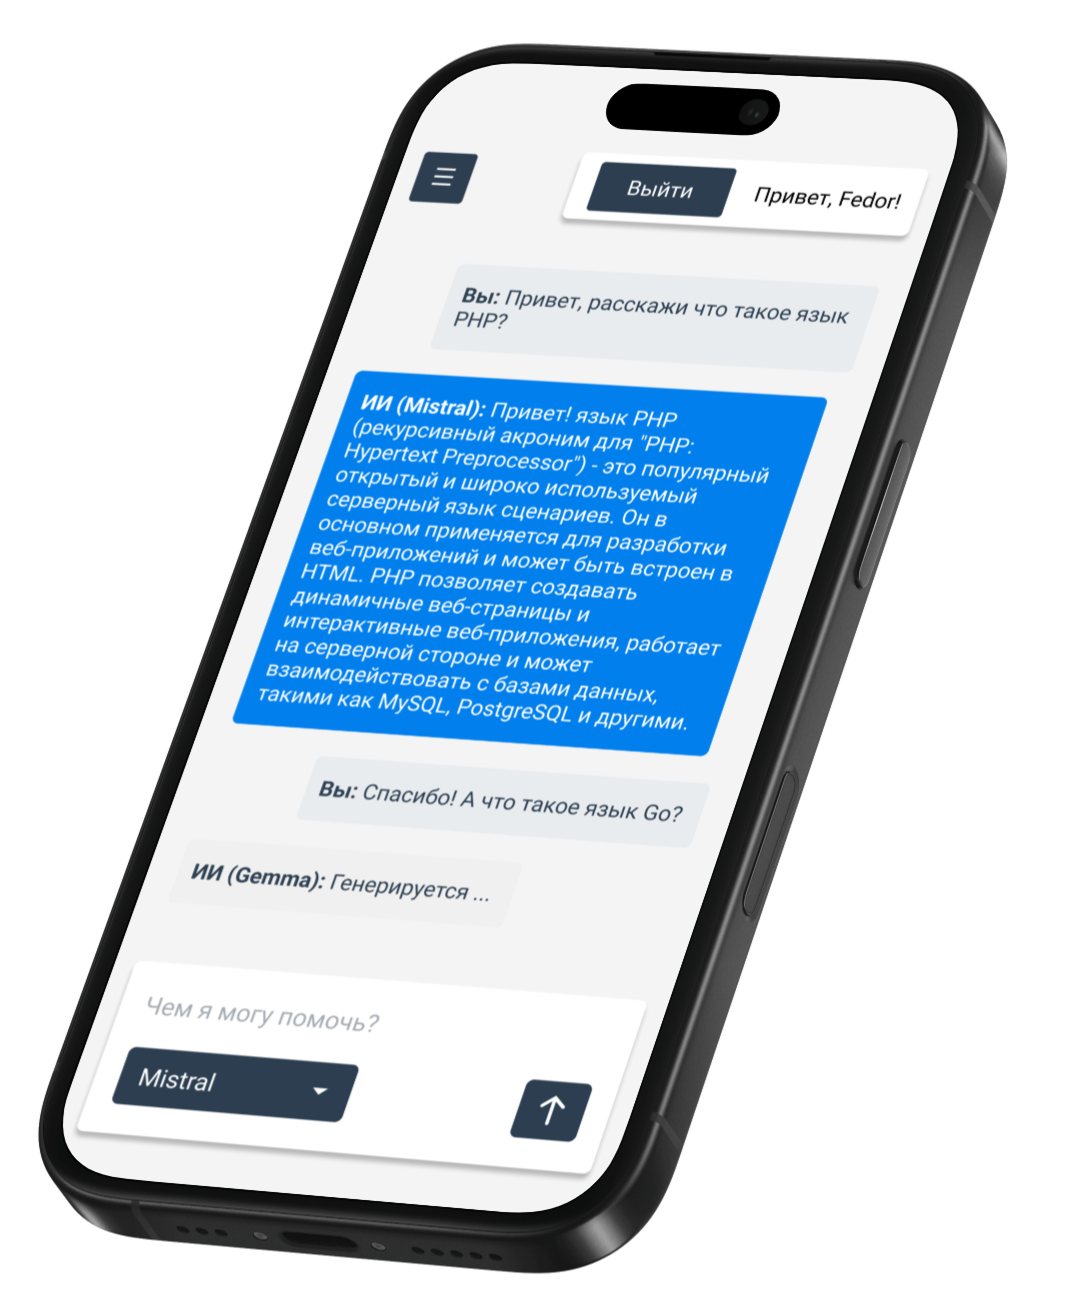 Выйти
Привет, Fedor!
Вы: Привет, расскажи что такое язык
PHP?
ИИ (Mistral): Привет! язык PHP
(рекурсивный акроним для "PHP:
Hypertext Preprocessor") - это популярный
открытый и широко используемый
серверный язык сценариев. Он в
основном применяется для разработки
веб-приложений и может быть встроен в
HTML. PHP позволяет создавать
динамичные веб-страницы и
интерактивные веб-приложения, работает
на серверной стороне и может
взаимодействовать с базами данных,
такими как MySQL, PostgreSQL и другими.
Вы: Спасибо! А что такое язык Go?
ИИ (Gemma): Генерируется ...
Чем я могу помочь?
Mistral